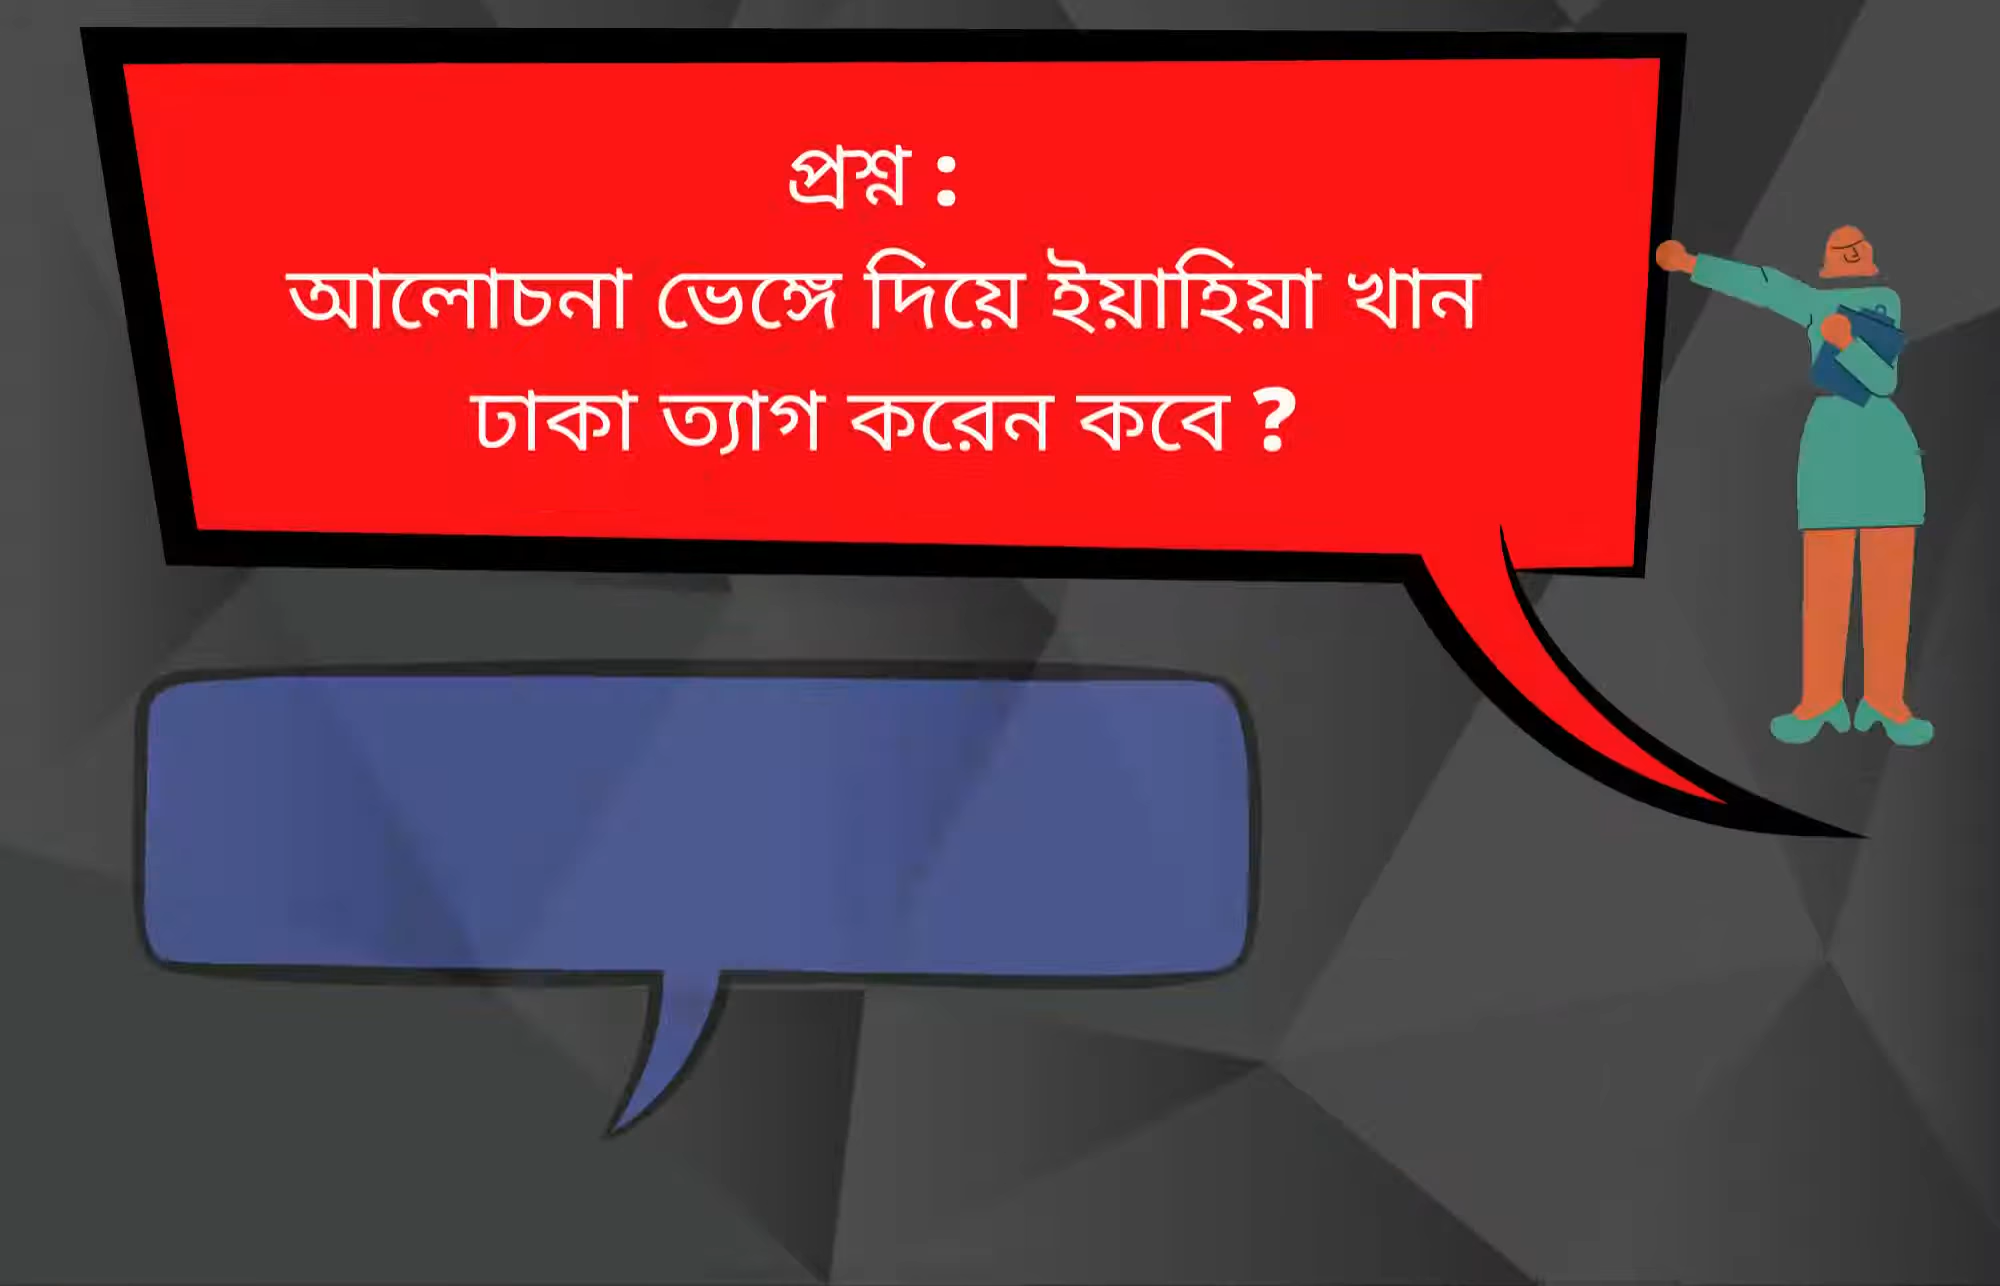 প্রশ্ন :
আলোচনা ভেঙ্গে দিয়ে ইয়াহিয়া খান
ঢাকা ত্যাগ করেন কবে ?